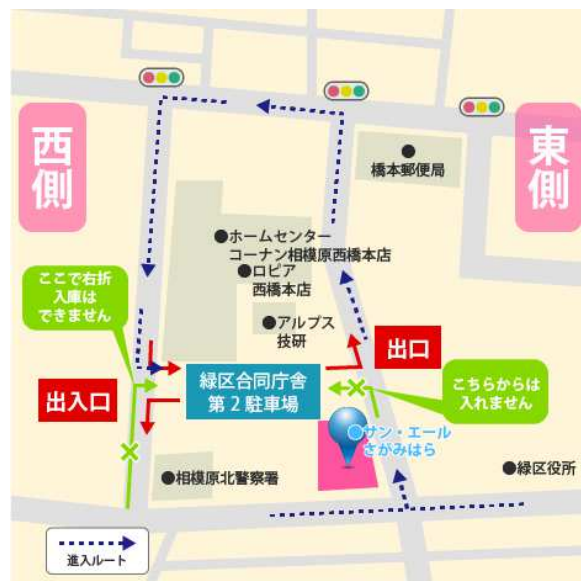 西側
東側
橋本郵便局
ホームセンター
コーナン相模原西橋本店
ロピア
西橋本店
アルプス
技研
ここで右折
入庫は
できません
出入口
緑区合同庁舎
第2駐車場
出口
こちらからは
入れません
サン・エール
さがみはら
相模原北警察署
緑区役所
進入ルート